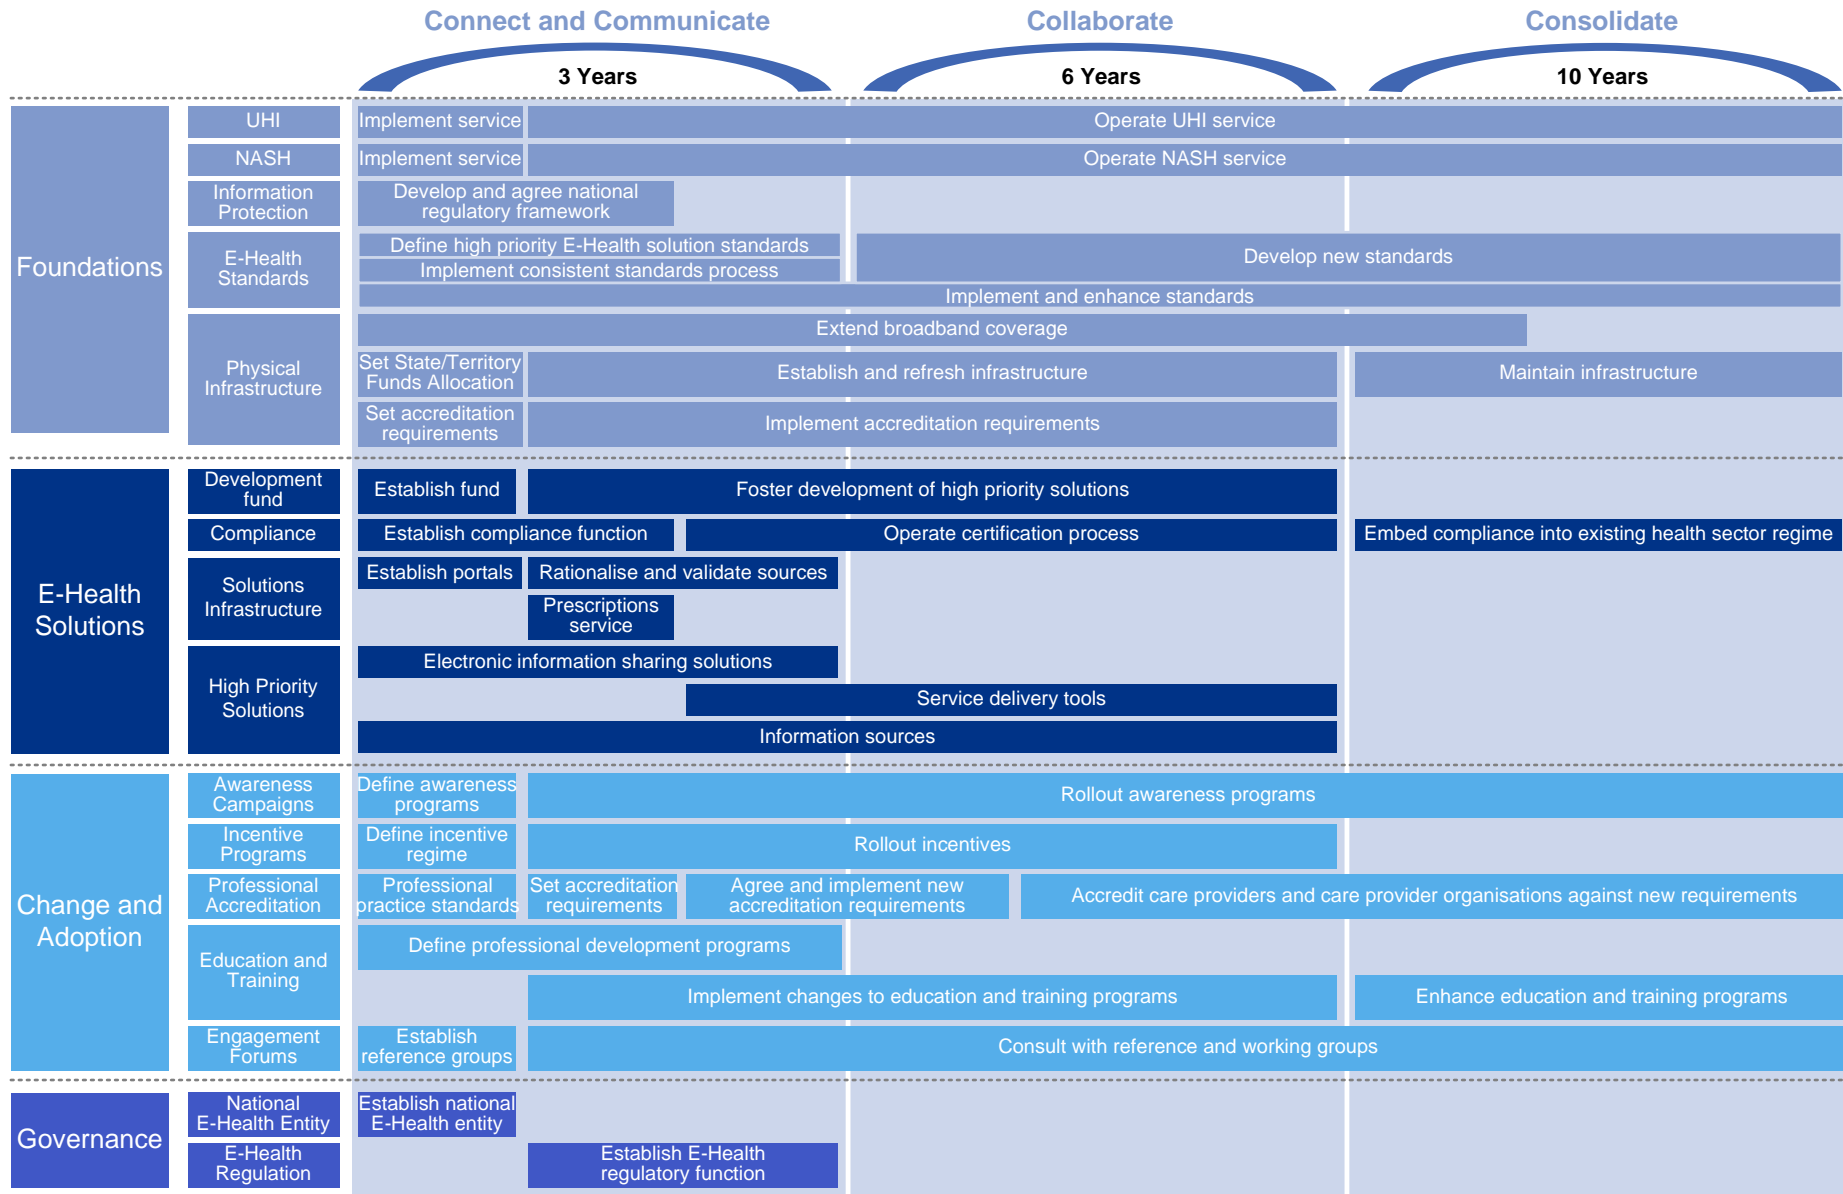 Connect and Communicate
Collaborate
Consolidate
3 Years
6 Years
10 Years
Foundations
UHI
Implement service
Operate UHI service
NASH
Implement service
Operate NASH service
Information
Protection
Develop and agree national
regulatory framework
E-Health
Standards
Define high priority E-Health solution standards
Implement consistent standards process
Develop new standards
Implement and enhance standards
Physical
Infrastructure
Extend broadband coverage
Set State/Territory
Funds Allocation
Establish and refresh infrastructure
Maintain infrastructure
Set accreditation
requirements
Implement accreditation requirements
E-Health
Solutions
Development
fund
Establish fund
Foster development of high priority solutions
Compliance
Establish compliance function
Operate certification process
Embed compliance into existing health sector regime
Solutions
Infrastructure
Establish portals
Rationalise and validate sources
Prescriptions
service
High Priority
Solutions
Electronic information sharing solutions
Service delivery tools
Information sources
Change and
Adoption
Awareness
Campaigns
Define awareness
programs
Rollout awareness programs
Incentive
Programs
Define incentive
regime
Rollout incentives
Professional
Accreditation
Professional
practice standards
Set accreditation
requirements
Agree and implement new
accreditation requirements
Accredit care providers and care provider organisations against new requirements
Education and
Training
Define professional development programs
Implement changes to education and training programs
Enhance education and training programs
Engagement
Forums
Establish
reference groups
Consult with reference and working groups
Governance
National
E-Health Entity
Establish national
E-Health entity
E-Health
Regulation
Establish E-Health
regulatory function